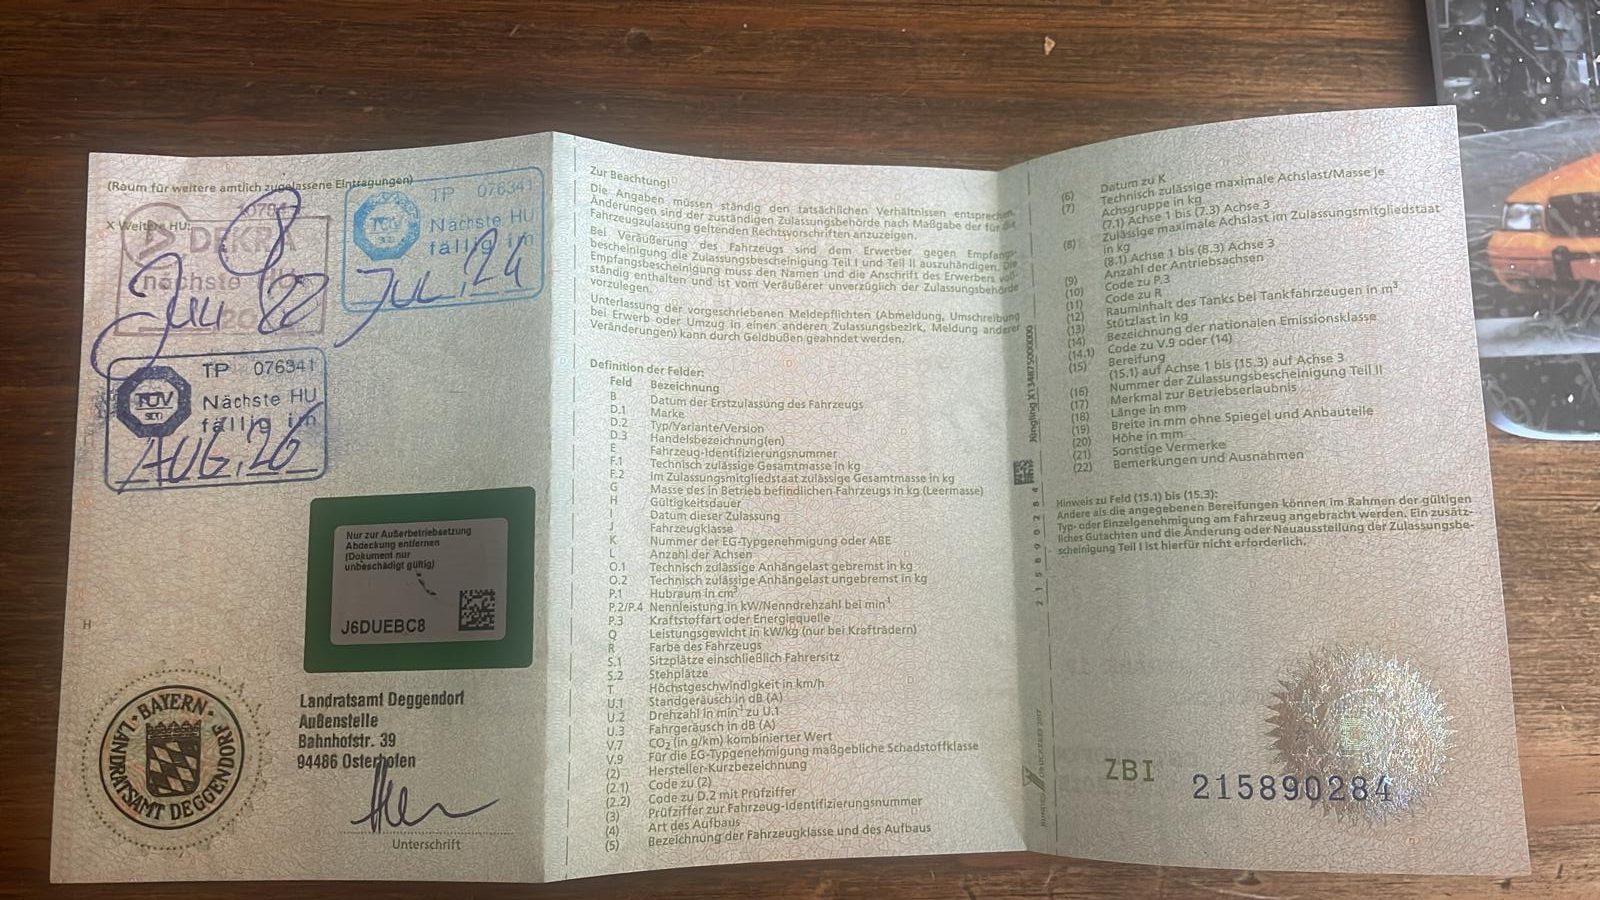 (Raum für weitere amtlich zugelassene Eintragungen)
X Weitere HU:
DEKRA
nächste HU
TP 076341
TÜV
SÜD
Nächste HU
fällig im
JUL, 24
TP 076341
TÜV
SÜD
Nächste HU
fällig im
AUG, 26
Nur zur Außerbetriebsetzung
Abdeckung entfernen
(Dokument nur
unbeschädigt gültig)
J6DUEBC8
H
· BAYERN ·
LANDRATSAMT DEGGENDORF
Landratsamt Deggendorf
Außenstelle
Bahnhofstr. 39
94486 Osterhofen
Unterschrift
Zur Beachtung!
Die Angaben müssen ständig den tatsächlichen Verhältnissen entsprechen,
Änderungen sind der zuständigen Zulassungsbehörde nach Maßgabe der für die
Fahrzeugzulassung geltenden Rechtsvorschriften anzuzeigen.
Bei Veräußerung des Fahrzeugs sind dem Erwerber gegen Empfangs-
bescheinigung die Zulassungsbescheinigung Teil I und Teil II auszuhändigen. Die
Empfangsbescheinigung muss den Namen und die Anschrift des Erwerbers voll-
ständig enthalten und ist vom Veräußerer unverzüglich der Zulassungsbehörde
vorzulegen.
Unterlassung der vorgeschriebenen Meldepflichten (Abmeldung, Umschreibung
bei Erwerb oder Umzug in einen anderen Zulassungsbezirk, Meldung anderer
Veränderungen) kann durch Geldbußen geahndet werden.
Definition der Felder:
Feld Bezeichnung
B Datum der Erstzulassung des Fahrzeugs
D.1 Marke
D.2 Typ/Variante/Version
D.3 Handelsbezeichnung(en)
E Fahrzeug-Identifizierungsnummer
F.1 Technisch zulässige Gesamtmasse in kg
F.2 Im Zulassungsmitgliedstaat zulässige Gesamtmasse in kg
G Masse des in Betrieb befindlichen Fahrzeugs in kg (Leermasse)
H Gültigkeitsdauer
I Datum dieser Zulassung
J Fahrzeugklasse
K Nummer der EG-Typgenehmigung oder ABE
L Anzahl der Achsen
O.1 Technisch zulässige Anhängelast gebremst in kg
O.2 Technisch zulässige Anhängelast ungebremst in kg
P.1 Hubraum in cm³
P.2/P.4 Nennleistung in kW/Nenndrehzahl bei min⁻¹
P.3 Kraftstoffart oder Energiequelle
Q Leistungsgewicht in kW/kg (nur bei Krafträdern)
R Farbe des Fahrzeugs
S.1 Sitzplätze einschließlich Fahrersitz
S.2 Stehplätze
T Höchstgeschwindigkeit in km/h
U.1 Standgeräusch in dB (A)
U.2 Drehzahl in min⁻¹ zu U.1
U.3 Fahrgeräusch in dB (A)
V.7 CO₂ (in g/km) kombinierter Wert
V.9 Für die EG-Typgenehmigung maßgebliche Schadstoffklasse
(2) Hersteller-Kurzbezeichnung
(2.1) Code zu (2)
(2.2) Code zu D.2 mit Prüfziffer
(3) Prüfziffer zur Fahrzeug-Identifizierungsnummer
(4) Art des Aufbaus
(5) Bezeichnung der Fahrzeugklasse und des Aufbaus
215890284
(6) Datum zu K
(7) Technisch zulässige maximale Achslast/Masse je
Achsgruppe in kg
(7.1) Achse 1 bis (7.3) Achse 3
(8) Zulässige maximale Achslast im Zulassungsmitgliedstaat
in kg
(8.1) Achse 1 bis (8.3) Achse 3
(9) Anzahl der Antriebsachsen
(10) Code zu P.3
(11) Code zu R
(12) Rauminhalt des Tanks bei Tankfahrzeugen in m³
(13) Stützlast in kg
(14) Bezeichnung der nationalen Emissionsklasse
(14.1) Code zu V.9 oder (14)
(15) Bereifung
(15.1) auf Achse 1 bis (15.3) auf Achse 3
(16) Nummer der Zulassungsbescheinigung Teil II
(17) Merkmal zur Betriebserlaubnis
(18) Länge in mm
(19) Breite in mm ohne Spiegel und Anbauteile
(20) Höhe in mm
(21) Sonstige Vermerke
(22) Bemerkungen und Ausnahmen
Hinweis zu Feld (15.1) bis (15.3):
Andere als die angegebenen Bereifungen können im Rahmen der gültigen
Typ- oder Einzelgenehmigung am Fahrzeug angebracht werden. Ein zusätz-
liches Gutachten und die Änderung oder Neuausstellung der Zulassungsbe-
scheinigung Teil I ist hierfür nicht erforderlich.
ZBI 215890284